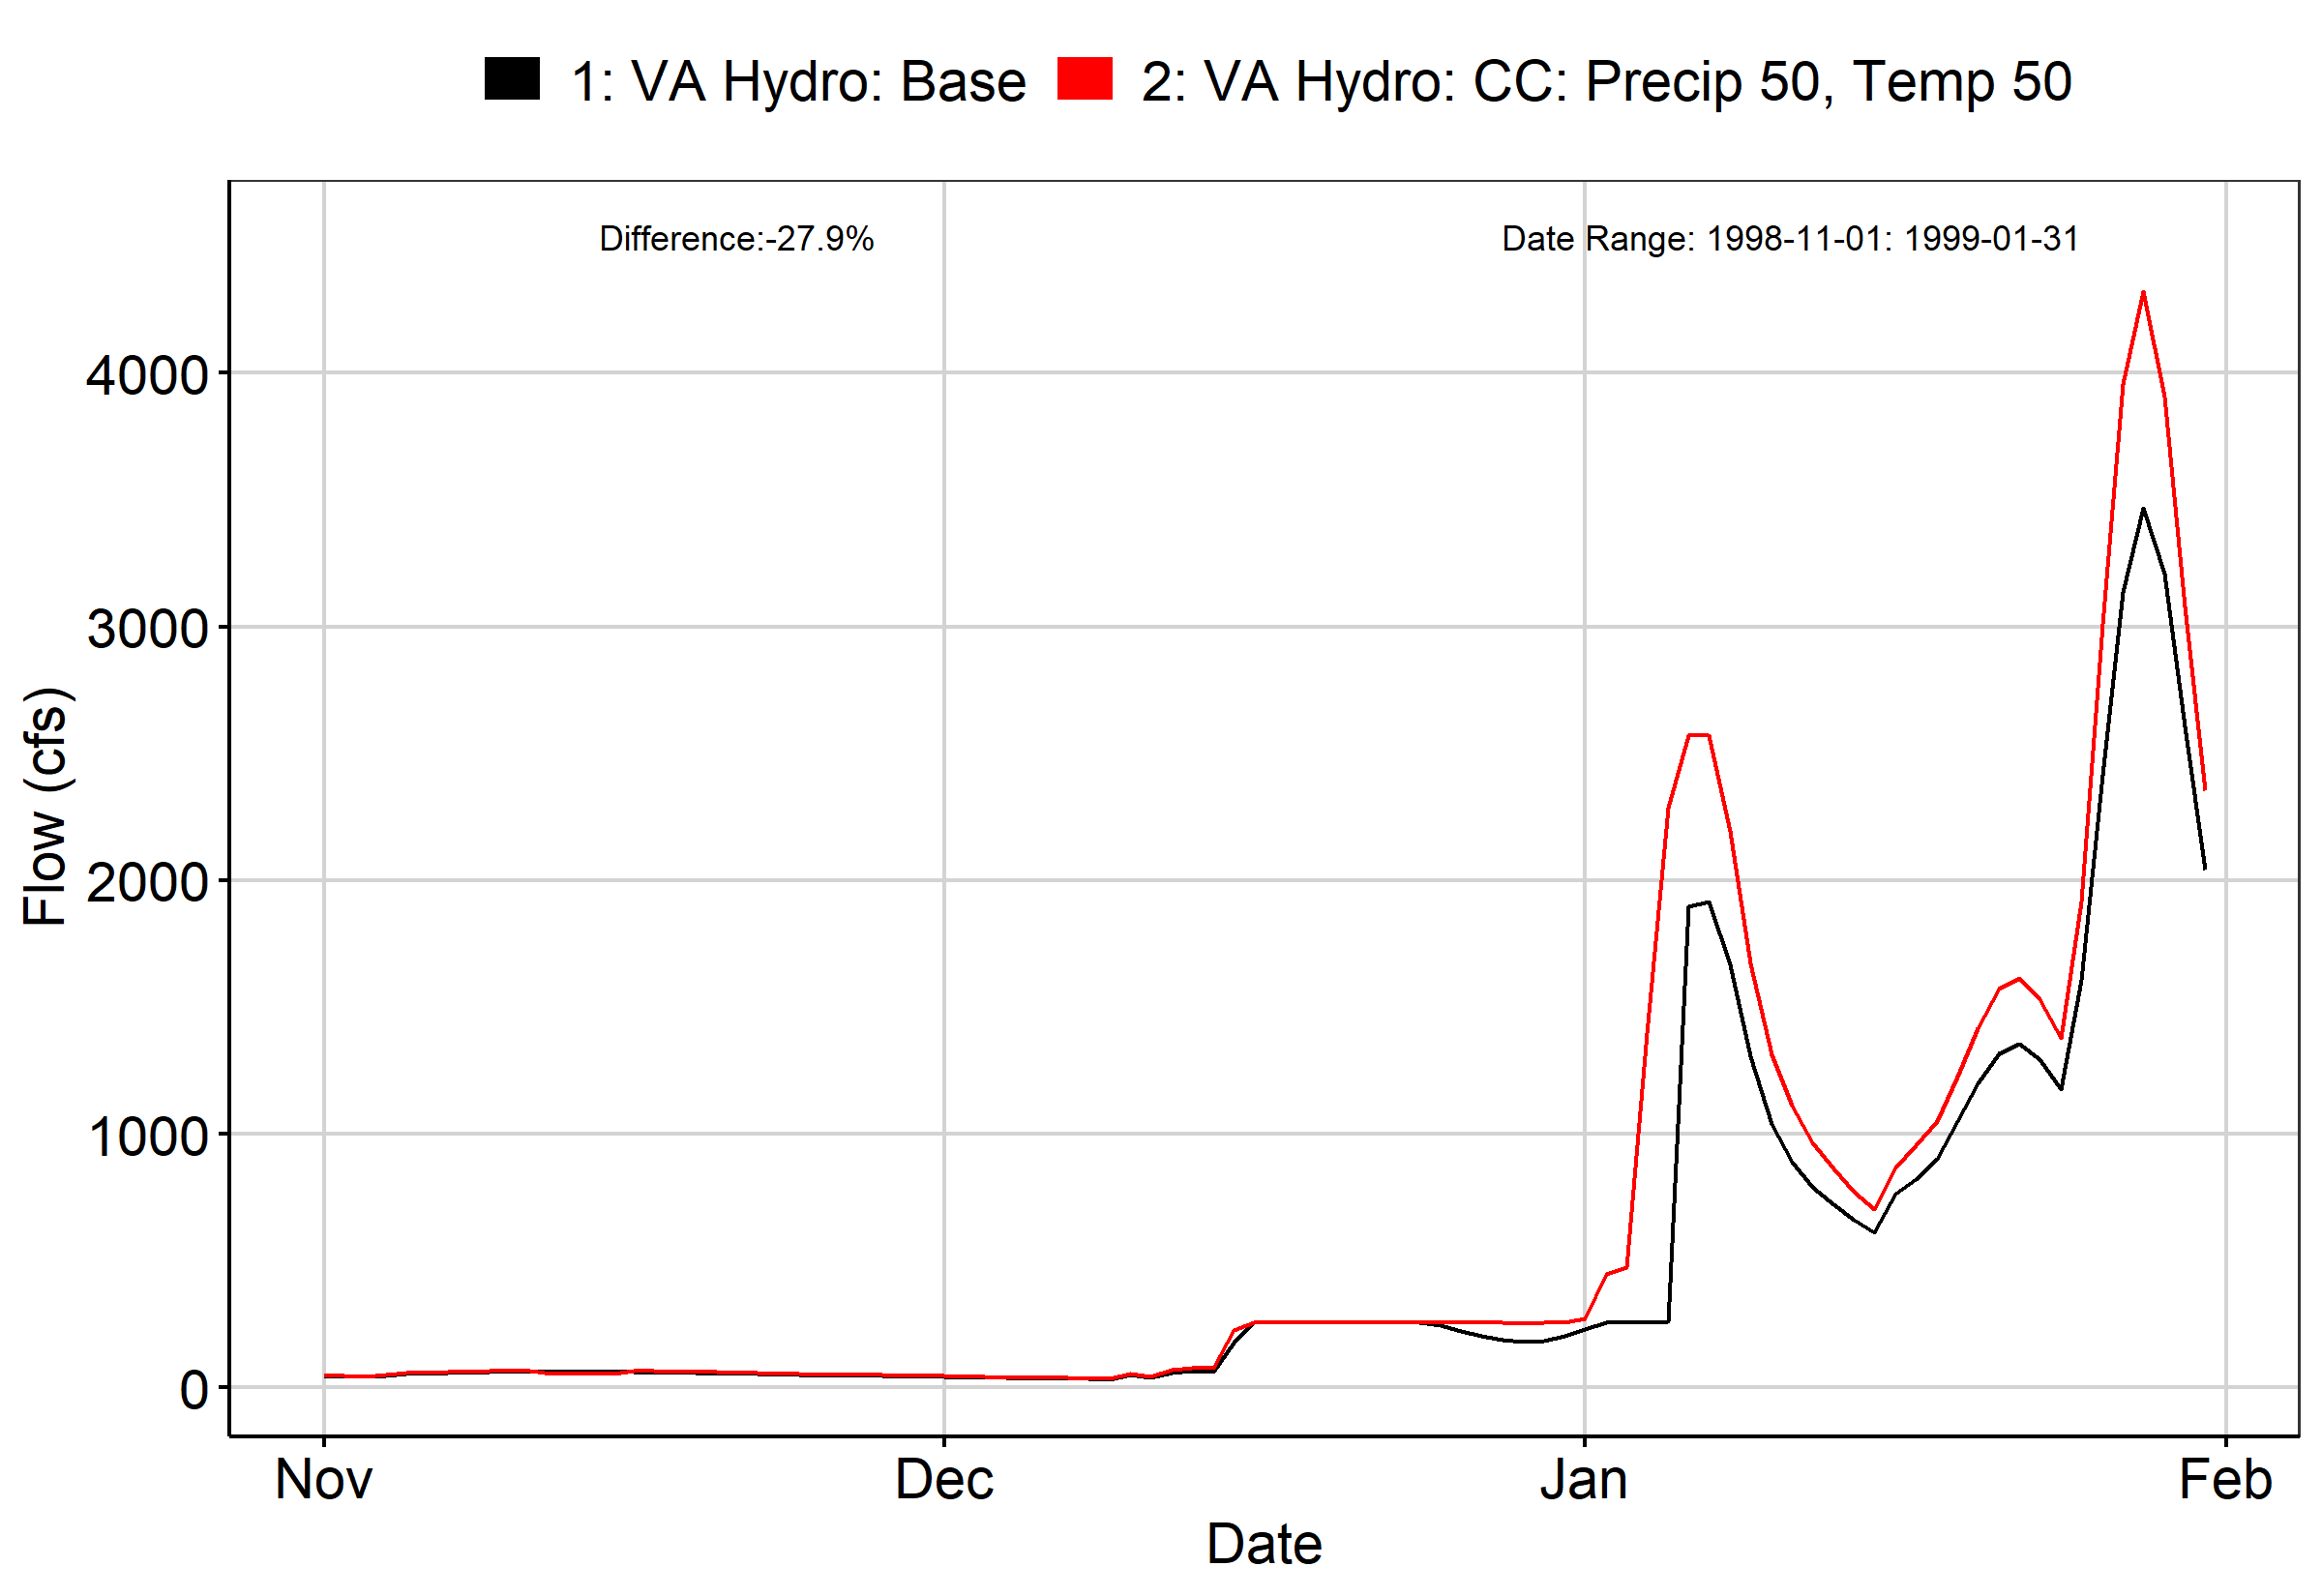 1: VA Hydro: Base 2: VA Hydro: CC: Precip 50, Temp 50
Difference:-27.9% Date Range: 1998-11-01: 1999-01-31
4000
3000
2000
1000
0
Flow (cfs)
Nov Dec Jan Feb
Date